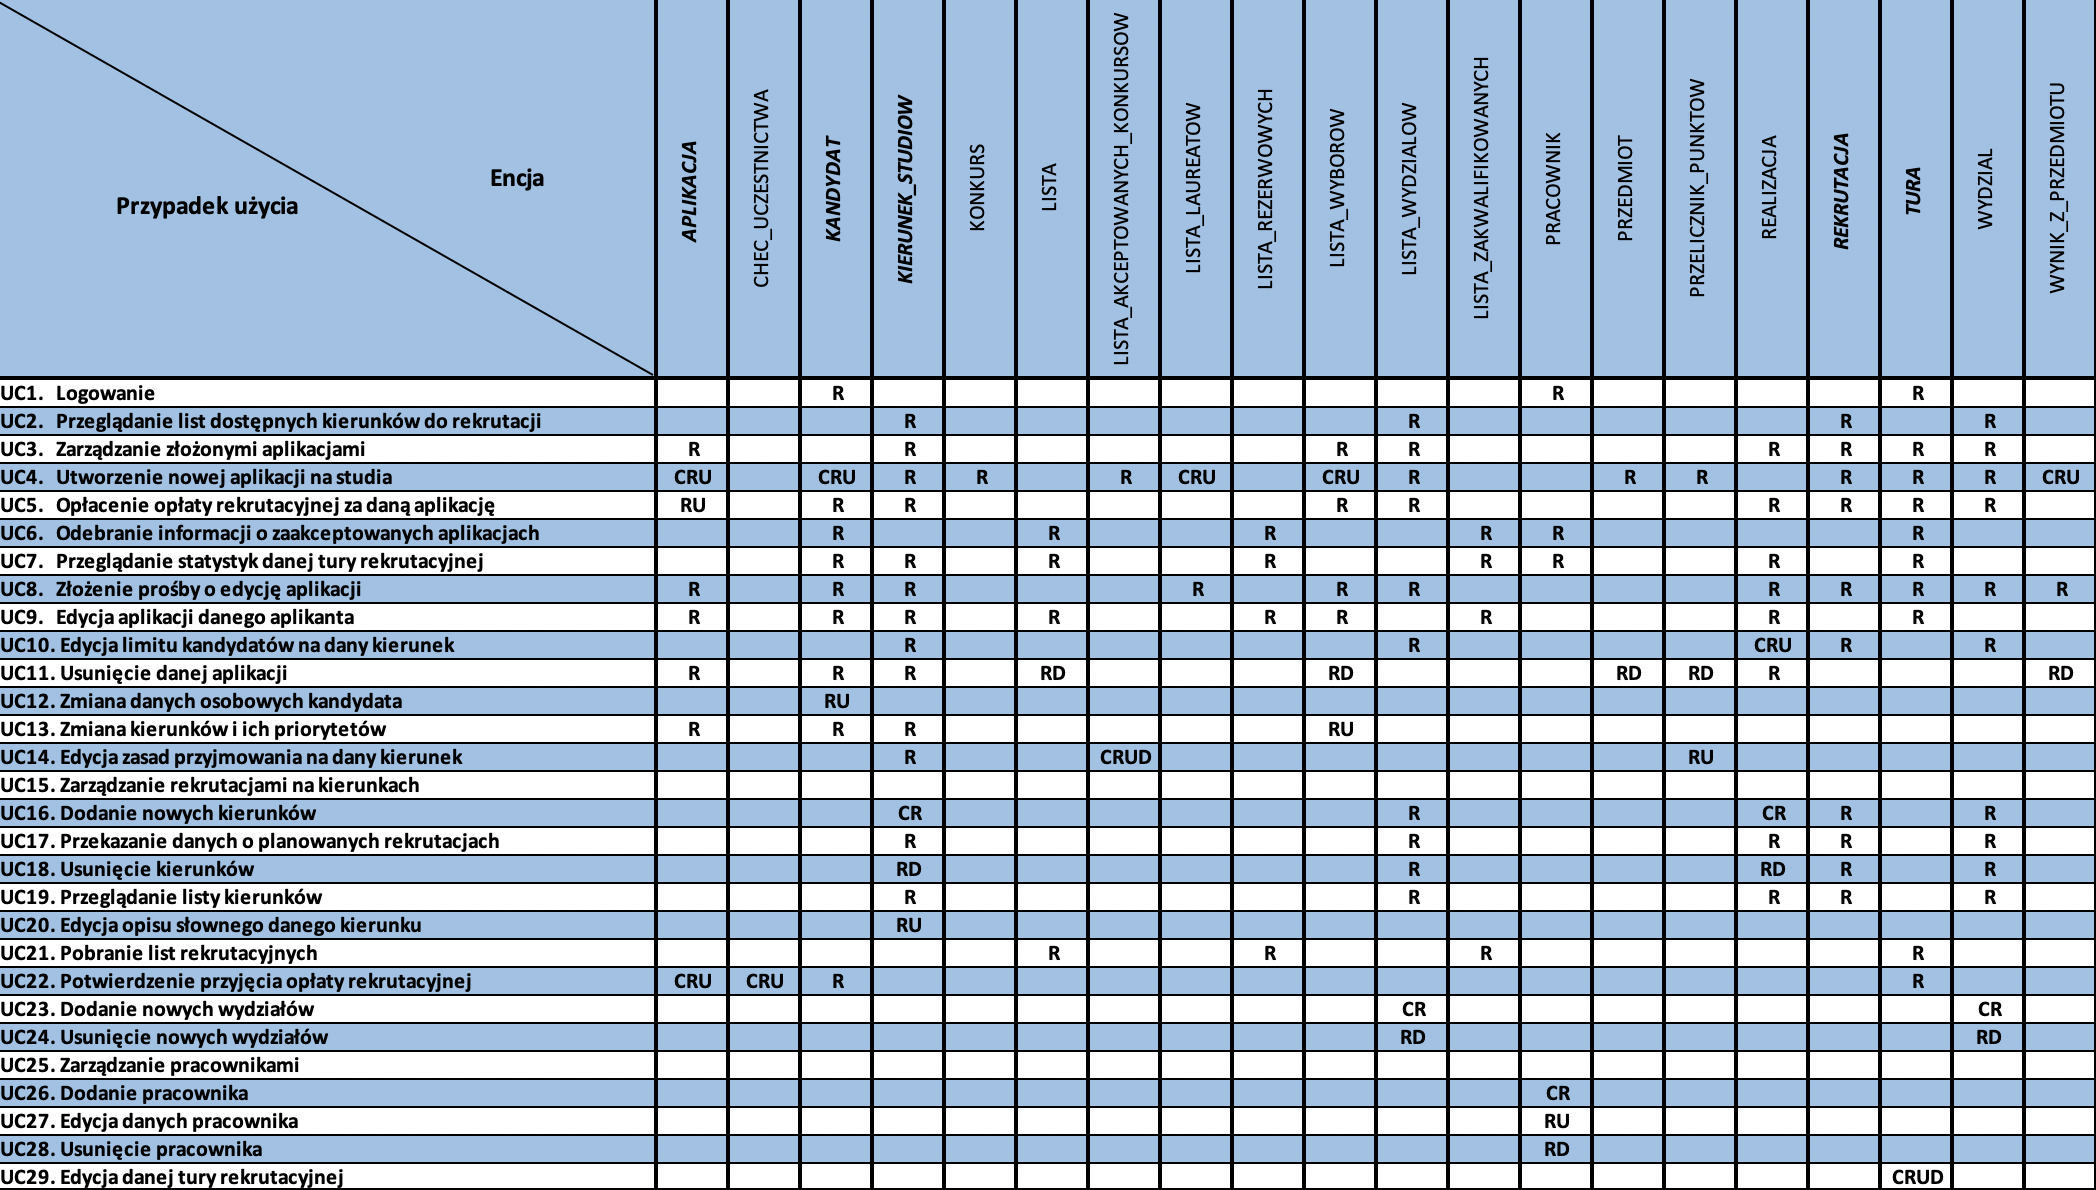 Encja
Przypadek użycia
APLIKACJA
CHEC_UCZESTNICTWA
KANDYDAT
KIERUNEK_STUDIOW
KONKURS
LISTA
LISTA_AKCEPTOWANYCH_KONKURSOW
LISTA_LAUREATOW
LISTA_REZERWOWYCH
LISTA_WYBOROW
LISTA_WYDZIALOW
LISTA_ZAKWALIFIKOWANYCH
PRACOWNIK
PRZEDMIOT
PRZELICZNIK_PUNKTOW
REALIZACJA
REKRUTACJA
TURA
WYDZIAL
WYNIK_Z_PRZEDMIOTU
UC1. Logowanie R R R
UC2. Przeglądanie list dostępnych kierunków do rekrutacji R R R R
UC3. Zarządzanie złożonymi aplikacjami R R R R R R R R
UC4. Utworzenie nowej aplikacji na studia CRU CRU R R R CRU CRU R R R R R R CRU
UC5. Opłacenie opłaty rekrutacyjnej za daną aplikację RU R R R R R R R R
UC6. Odebranie informacji o zaakceptowanych aplikacjach R R R R R R
UC7. Przeglądanie statystyk danej tury rekrutacyjnej R R R R R R R R
UC8. Złożenie prośby o edycję aplikacji R R R R R R R R R R R
UC9. Edycja aplikacji danego aplikanta R R R R R R R R R
UC10. Edycja limitu kandydatów na dany kierunek R R CRU R R
UC11. Usunięcie danej aplikacji R R R RD RD RD RD R RD
UC12. Zmiana danych osobowych kandydata RU
UC13. Zmiana kierunków i ich priorytetów R R R RU
UC14. Edycja zasad przyjmowania na dany kierunek R CRUD RU
UC15. Zarządzanie rekrutacjami na kierunkach
UC16. Dodanie nowych kierunków CR R CR R R
UC17. Przekazanie danych o planowanych rekrutacjach R R R R R
UC18. Usunięcie kierunków RD R RD R R
UC19. Przeglądanie listy kierunków R R R R R
UC20. Edycja opisu słownego danego kierunku RU
UC21. Pobranie list rekrutacyjnych R R R R
UC22. Potwierdzenie przyjęcia opłaty rekrutacyjnej CRU CRU R R
UC23. Dodanie nowych wydziałów CR CR
UC24. Usunięcie nowych wydziałów RD RD
UC25. Zarządzanie pracownikami
UC26. Dodanie pracownika CR
UC27. Edycja danych pracownika RU
UC28. Usunięcie pracownika RD
UC29. Edycja danej tury rekrutacyjnej CRUD